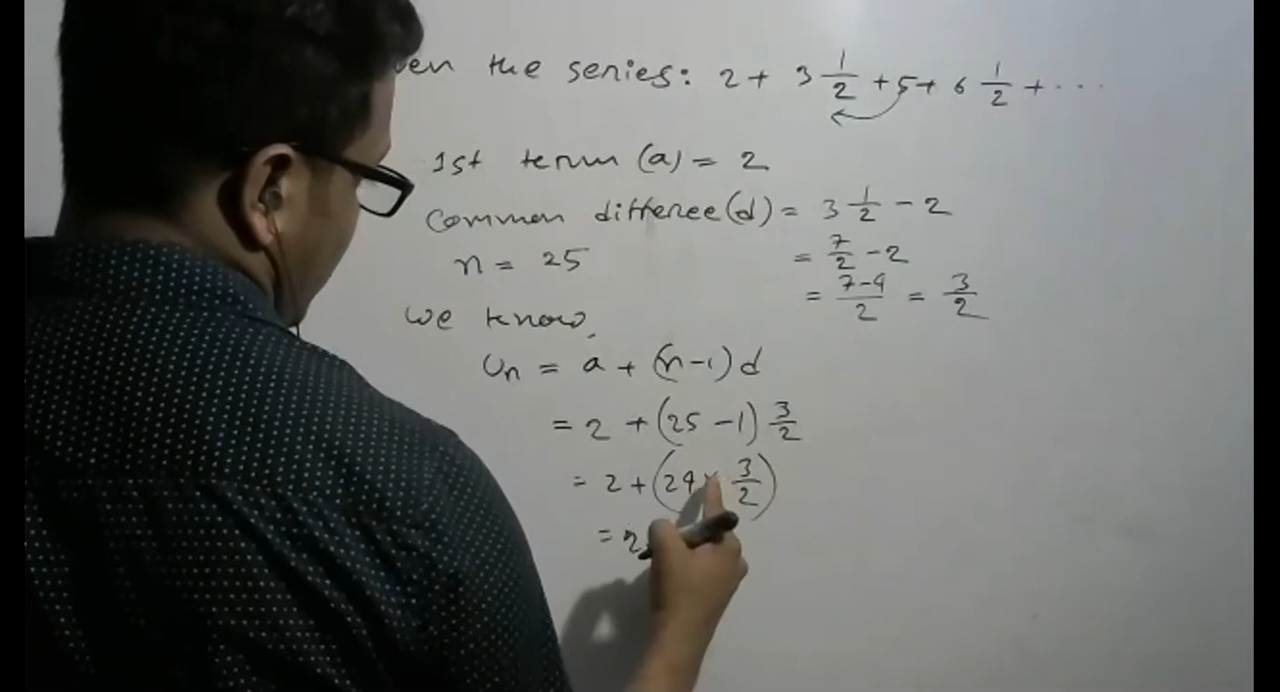 the series: 2 + 3 1/2 + 5 + 6 1/2 + ...
1st term (a) = 2
Common differee (d) = 3 1/2 - 2
n = 25
= 7/2 - 2
= 7-4/2 = 3/2
We know,
Un = a + (n-1) d
= 2 + (25 - 1) 3/2
= 2 + (24 × 3/2)
= 2